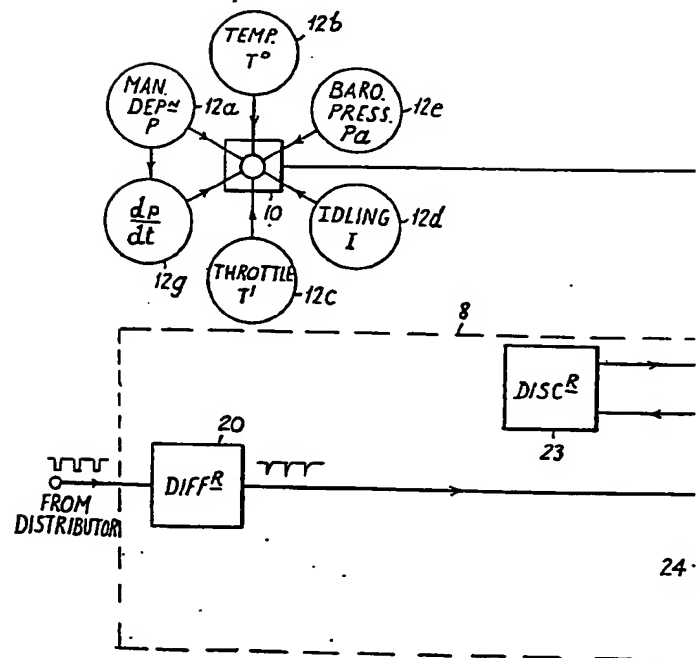 TEMP.
T°
12b
MAN.
DEPN
P
12a
BARO.
PRESS.
Pa
12e
dp
dt
12g
10
IDLING
I
12d
THROTTLE
T'
12c
8
DISCR
23
20
DIFFR
FROM
DISTRIBUTOR
24